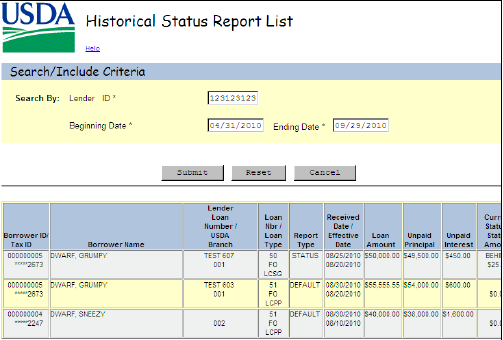 USDA
Historical Status Report List
Help
Search/Include Criteria
Search By: Lender ID *
123123123
Beginning Date * 04/31/2010 Ending Date * 09/29/2010
Submit Reset Cancel
Borrower ID/ Tax ID Borrower Name Lender Loan Number / USDA Branch Loan Nbr / Loan Type Report Type Received Date / Effective Date Loan Amount Unpaid Principal Unpaid Interest
000000005 DWARF, GRUMPY TEST 607 50 STATUS 08/25/2010 $50,000.00 $49,500.00 $450.00 BEHI
*****2673 001 FO 08/20/2010 $25
LCSG
000000005 DWARF, GRUMPY TEST 603 51 DEFAULT 08/30/2010 $55,555.55 $54,000.00 $600.00
*****2673 001 FO 08/20/2010 $0.
LCPP
000000004 DWARF, SNEEZY 51 DEFAULT 08/30/2010 $40,000.00 $38,000.00 $1,600.00
*****2247 002 FO 08/10/2010 $0.
LCPP